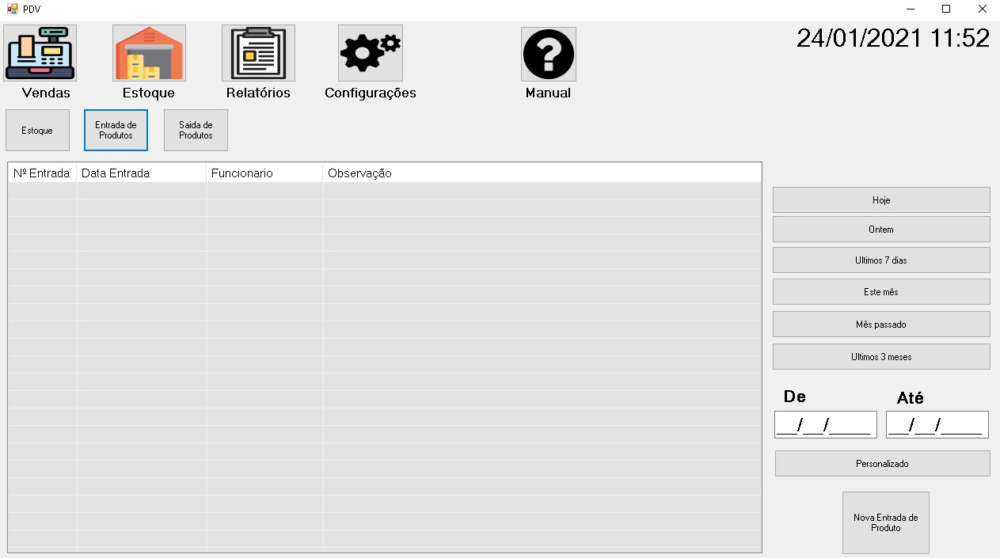 PDV
24/01/2021 11:52
Vendas
Estoque
Relatórios
Configurações
Manual
Estoque
Entrada de
Produtos
Saida de
Produtos
Nº Entrada
Data Entrada
Funcionario
Observação
Hoje
Ontem
Ultimos 7 dias
Este mês
Mês passado
Ultimos 3 meses
De
Até
__/__/____
__/__/____
Personalizado
Nova Entrada de
Produto